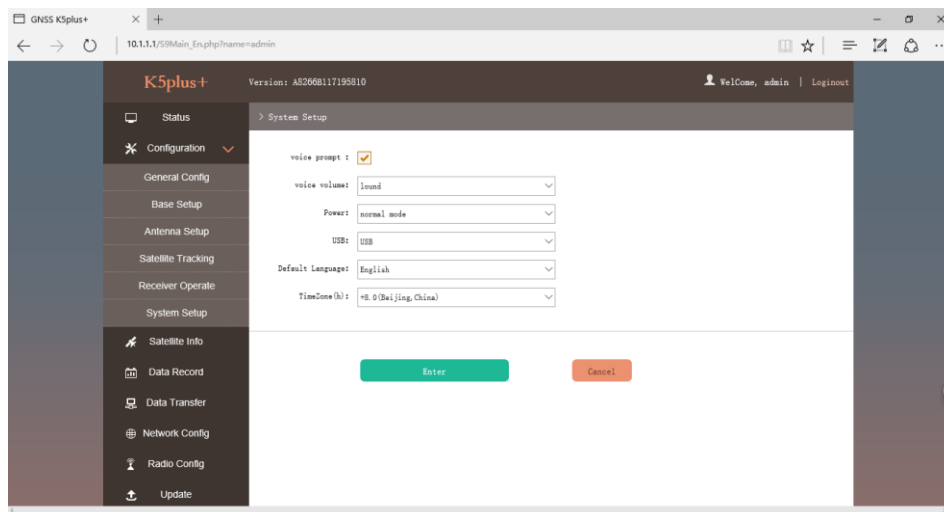 GNSS K5plus+
10.1.1.1/S9Main_En.php?name=admin
K5plus+
Version: A8266B117195810
WelCome, admin | Loginout
Status
> System Setup
Configuration
voice prompt :
General Config
voice volume: lound
Base Setup
Power: normal mode
Antenna Setup
USB: USB
Satellite Tracking
Default Language: English
Receiver Operate
TimeZone(h): +8.0(Beijing,China)
System Setup
Satellite Info
Data Record
Enter
Cancel
Data Transfer
Network Config
Radio Config
Update